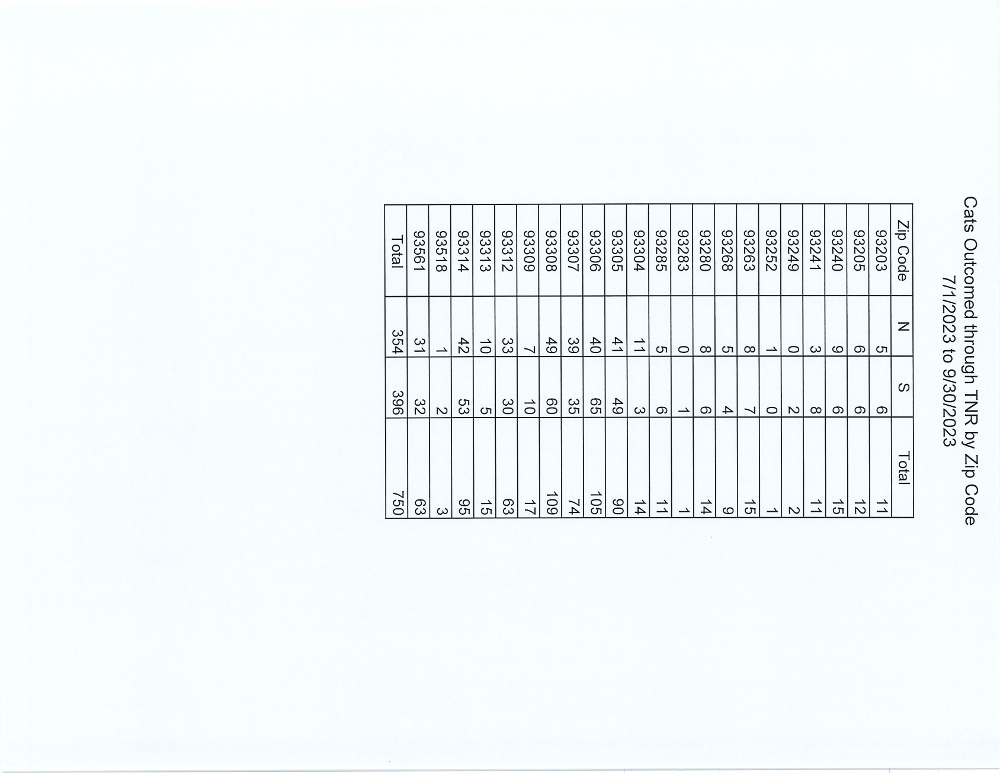 Cats Outcomed through TNR by Zip Code
7/1/2023 to 9/30/2023
Zip Code N S Total
93203 5 6 11
93205 6 6 12
93240 9 6 15
93241 3 8 11
93249 0 2 2
93252 1 0 1
93263 8 7 15
93268 5 4 9
93280 8 6 14
93283 0 1 1
93285 5 6 11
93304 11 3 14
93305 41 49 90
93306 40 65 105
93307 39 35 74
93308 49 60 109
93309 7 10 17
93312 33 30 63
93313 10 5 15
93314 42 53 95
93518 1 2 3
93561 31 32 63
Total 354 396 750